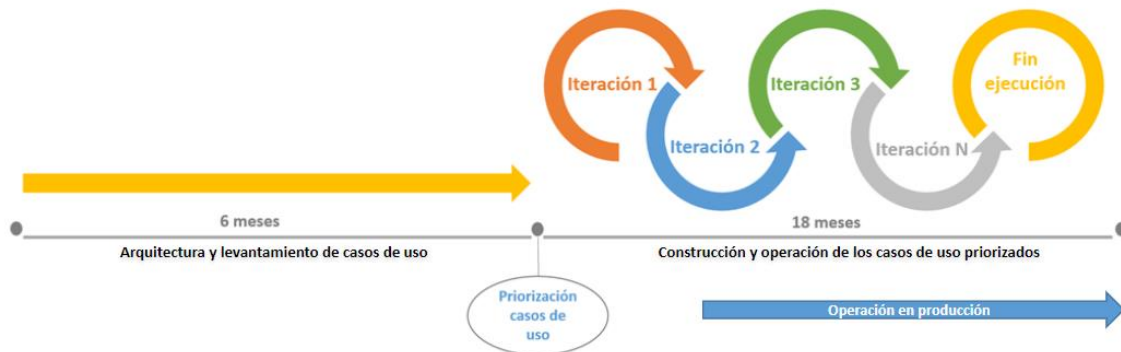 Iteración 1
Iteración 2
Iteración 3
Iteración N
Fin
ejecución
6 meses
18 meses
Arquitectura y levantamiento de casos de uso
Construcción y operación de los casos de uso priorizados
Priorización
casos de
uso
Operación en producción